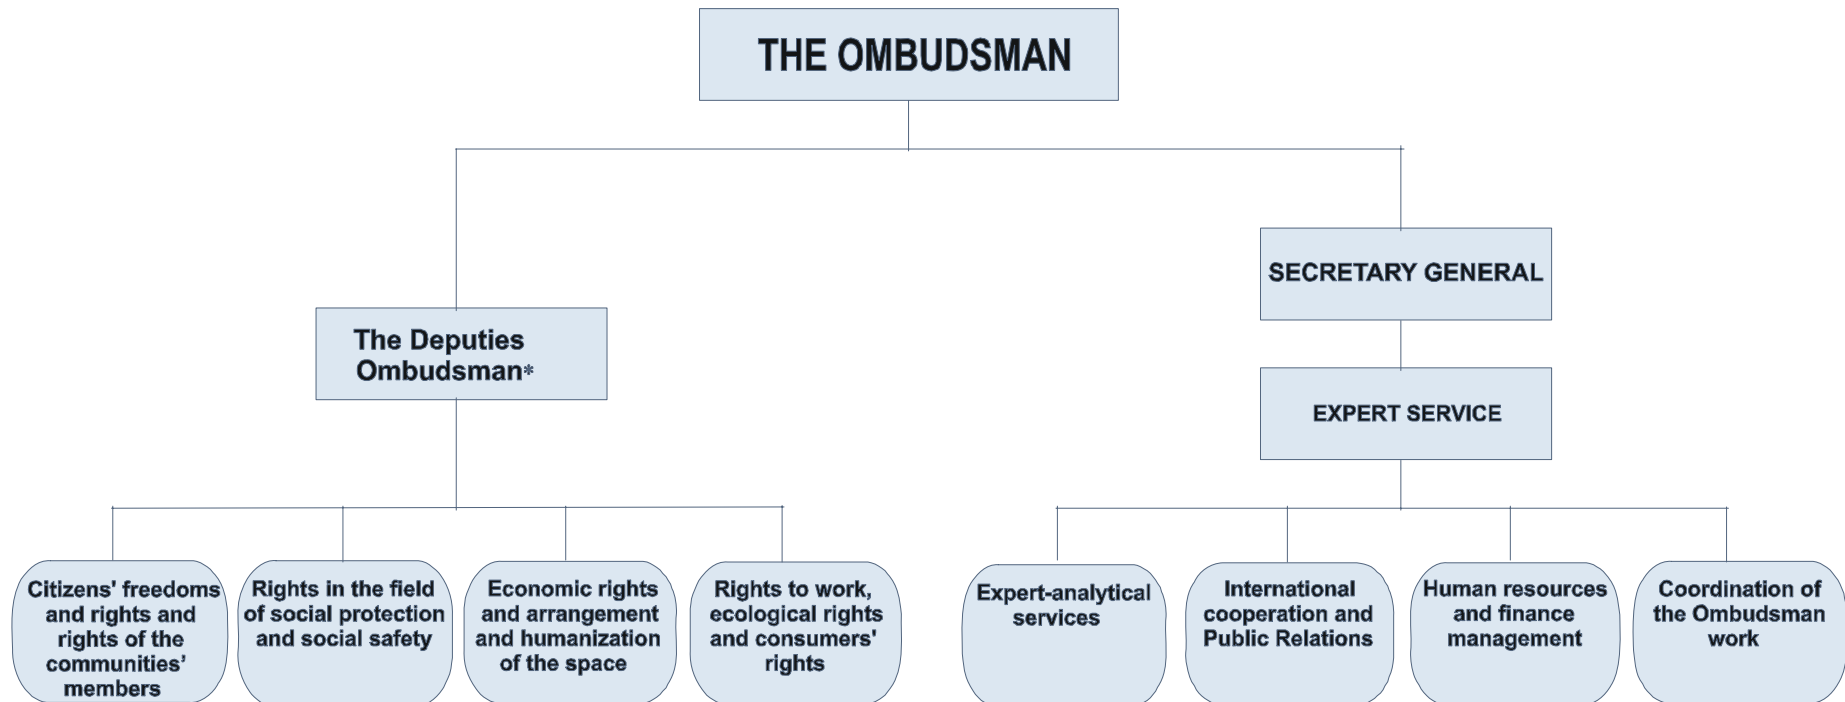 THE OMBUDSMAN
SECRETARY GENERAL
The Deputies
Ombudsman*
EXPERT SERVICE
Citizens' freedoms
and rights and
rights of the
communities’
members
Rights in the field
of social protection
and social safety
Economic rights
and arrangement
and humanization
of the space
Rights to work,
ecological rights
and consumers'
rights
Expert-analytical
services
International
cooperation and
Public Relations
Human resources
and finance
management
Coordination of
the Ombudsman
work